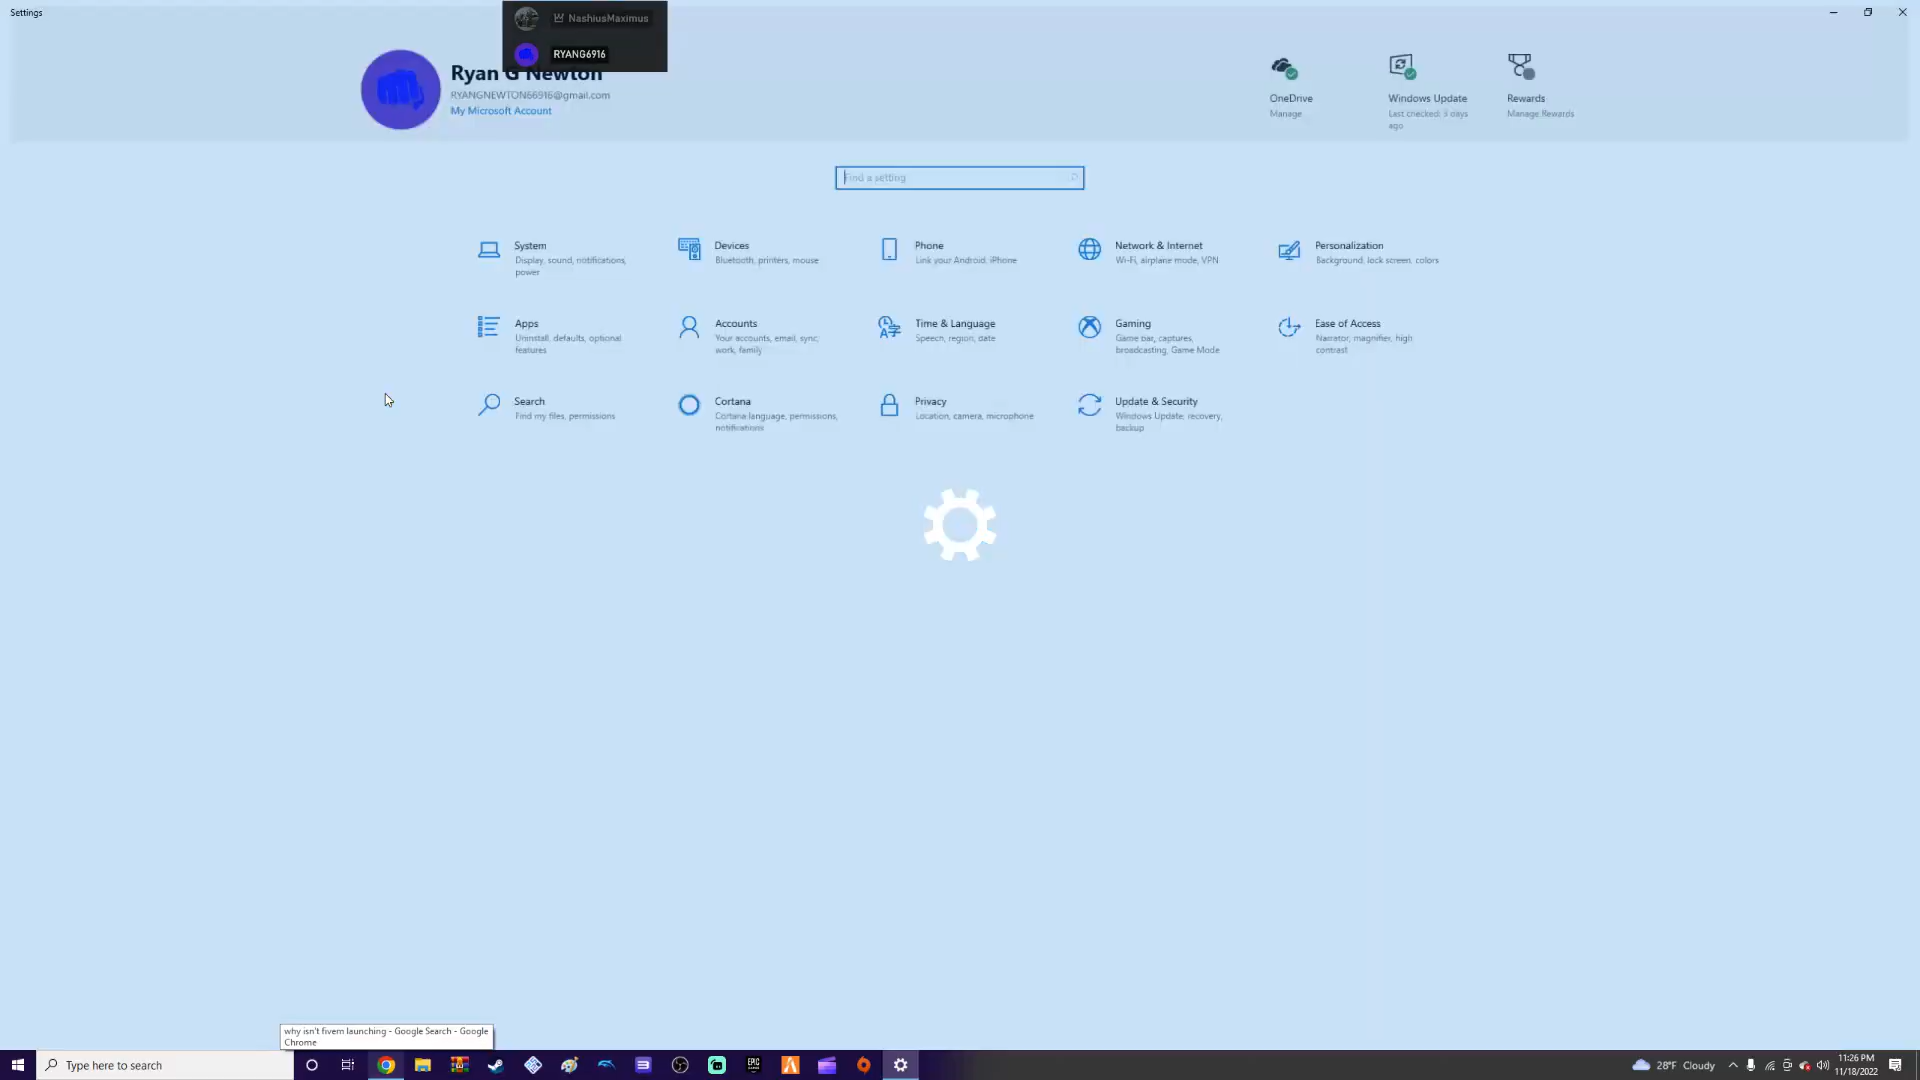 Settings
NashiusMaximus
RYANG6916
Ryan G Newton
RYANGNEWTON66916@gmail.com
My Microsoft Account
OneDrive
Manage
Windows Update
Last checked: 3 days
ago
Rewards
Manage Rewards
Find a setting
System
Display, sound, notifications,
power
Devices
Bluetooth, printers, mouse
Phone
Link your Android, iPhone
Network & Internet
Wi-Fi, airplane mode, VPN
Personalization
Background, lock screen, colors
Apps
Uninstall, defaults, optional
features
Accounts
Your accounts, email, sync,
work, family
Time & Language
Speech, region, date
Gaming
Game bar, captures,
broadcasting, Game Mode
Ease of Access
Narrator, magnifier, high
contrast
Search
Find my files, permissions
Cortana
Cortana language, permissions,
notifications
Privacy
Location, camera, microphone
Update & Security
Windows Update, recovery,
backup
why isn't fivem launching - Google Search - Google
Chrome
Type here to search
EPIC
GAMES
28°F Cloudy
11:26 PM
11/18/2022